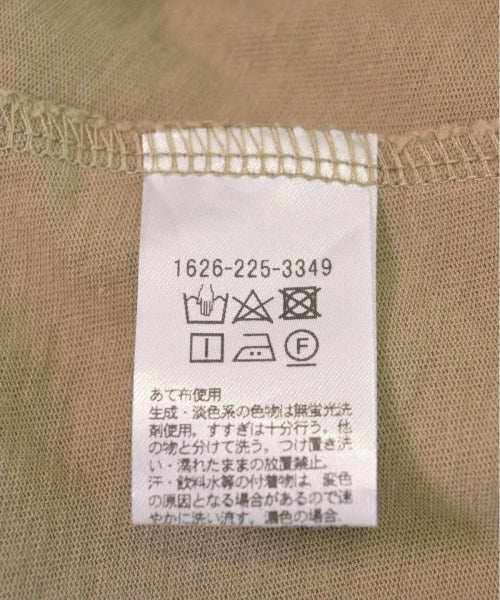 1626-225-3349
F
あて布使用
生成・淡色系の色物は無蛍光洗
剤使用。すすぎは十分行う。他
の物と分けて洗う。つけ置き洗
い・濡れたままの放置禁止。
汗・飲料水等の付着物は、変色
の原因となる場合があるので速
やかに洗い流す。濃色の場合、